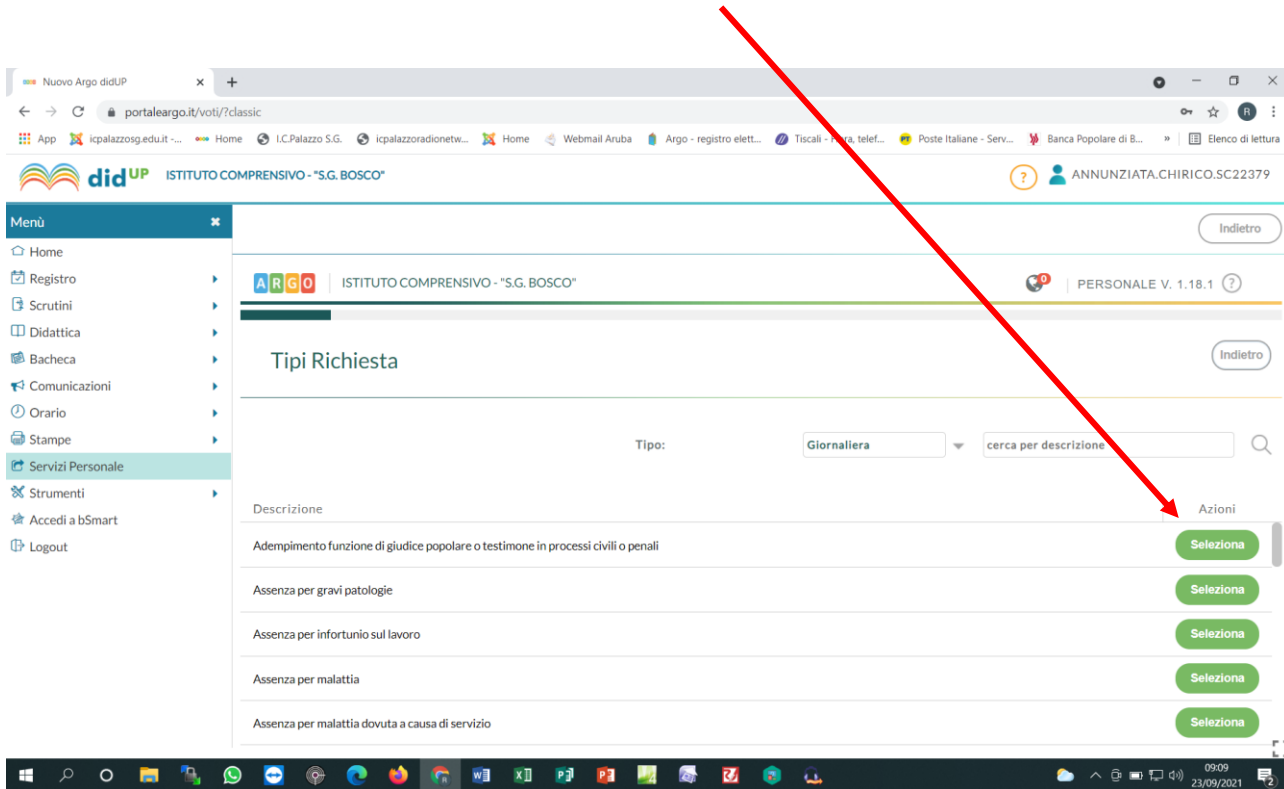 Nuovo Argo didUP
portaleargo.it/voti/?classic
R
App icpalazzosg.edu.it -... Home I.C.Palazzo S.G. icpalazzoradionetw... Home Webmail Aruba Argo - registro elett... Tiscali - telef... Poste Italiane - Serv... Banca Popolare di B... » Elenco di lettura
didUP ISTITUTO COMPRENSIVO - "S.G. BOSCO" ? ANNUNZIATA.CHIRICO.SC22379
Menù
Indietro
Home
Registro
Scrutini
Didattica
Bacheca
Comunicazioni
Orario
Stampe
Servizi Personale
Strumenti
Accedi a bSmart
Logout
ARGO ISTITUTO COMPRENSIVO - "S.G. BOSCO" 0 PERSONALE V. 1.18.1 ?
Tipi Richiesta
Indietro
Tipo: Giornaliera cerca per descrizione
Descrizione Azioni
Adempimento funzione di giudice popolare o testimone in processi civili o penali Seleziona
Assenza per gravi patologie Seleziona
Assenza per infortunio sul lavoro Seleziona
Assenza per malattia Seleziona
Assenza per malattia dovuta a causa di servizio Seleziona
09:09
23/09/2021
2